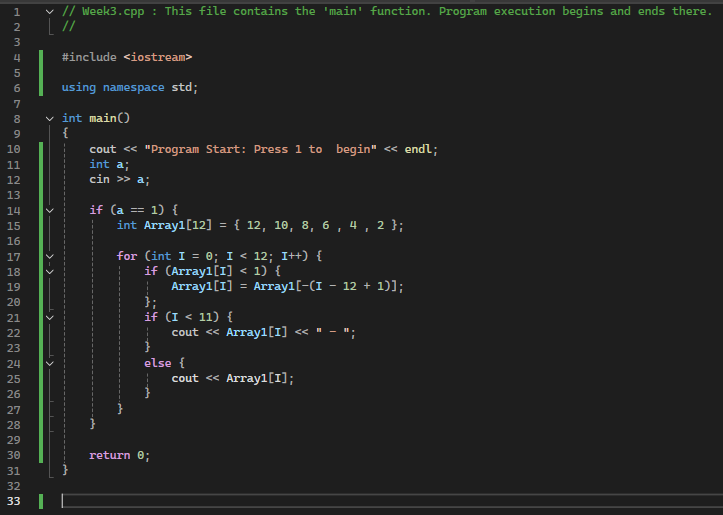 1 // Week3.cpp : This file contains the 'main' function. Program execution begins and ends there.
2 //
3
4 #include <iostream>
5
6 using namespace std;
7
8 int main()
9 {
10     cout << "Program Start: Press 1 to  begin" << endl;
11     int a;
12     cin >> a;
13
14     if (a == 1) {
15         int Array1[12] = { 12, 10, 8, 6 , 4 , 2 };
16
17         for (int I = 0; I < 12; I++) {
18             if (Array1[I] < 1) {
19                 Array1[I] = Array1[-(I - 12 + 1)];
20             };
21             if (I < 11) {
22                 cout << Array1[I] << " - ";
23             }
24             else {
25                 cout << Array1[I];
26             }
27         }
28     }
29
30     return 0;
31 }
32
33